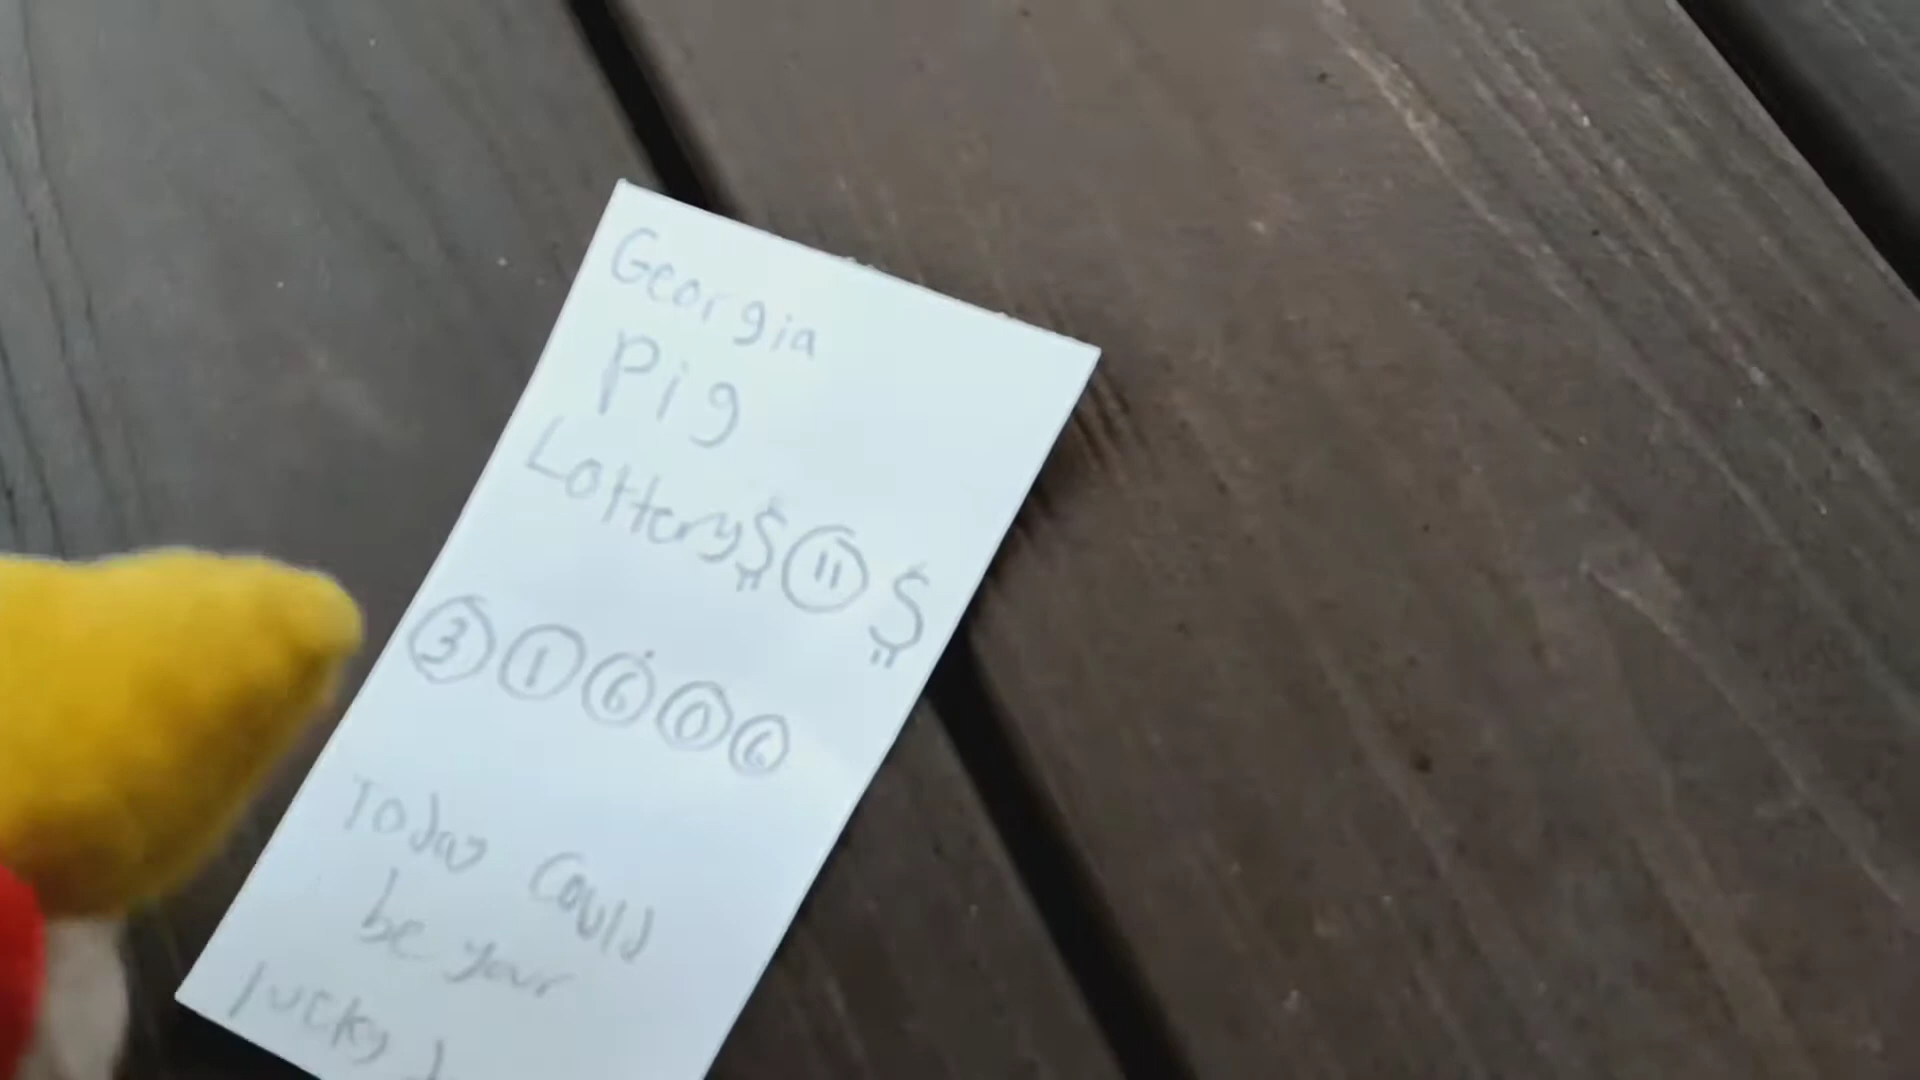 Georgia
Pig
Lottery $ 11 $
3 1 6 0 6
Today Could
be your
lucky